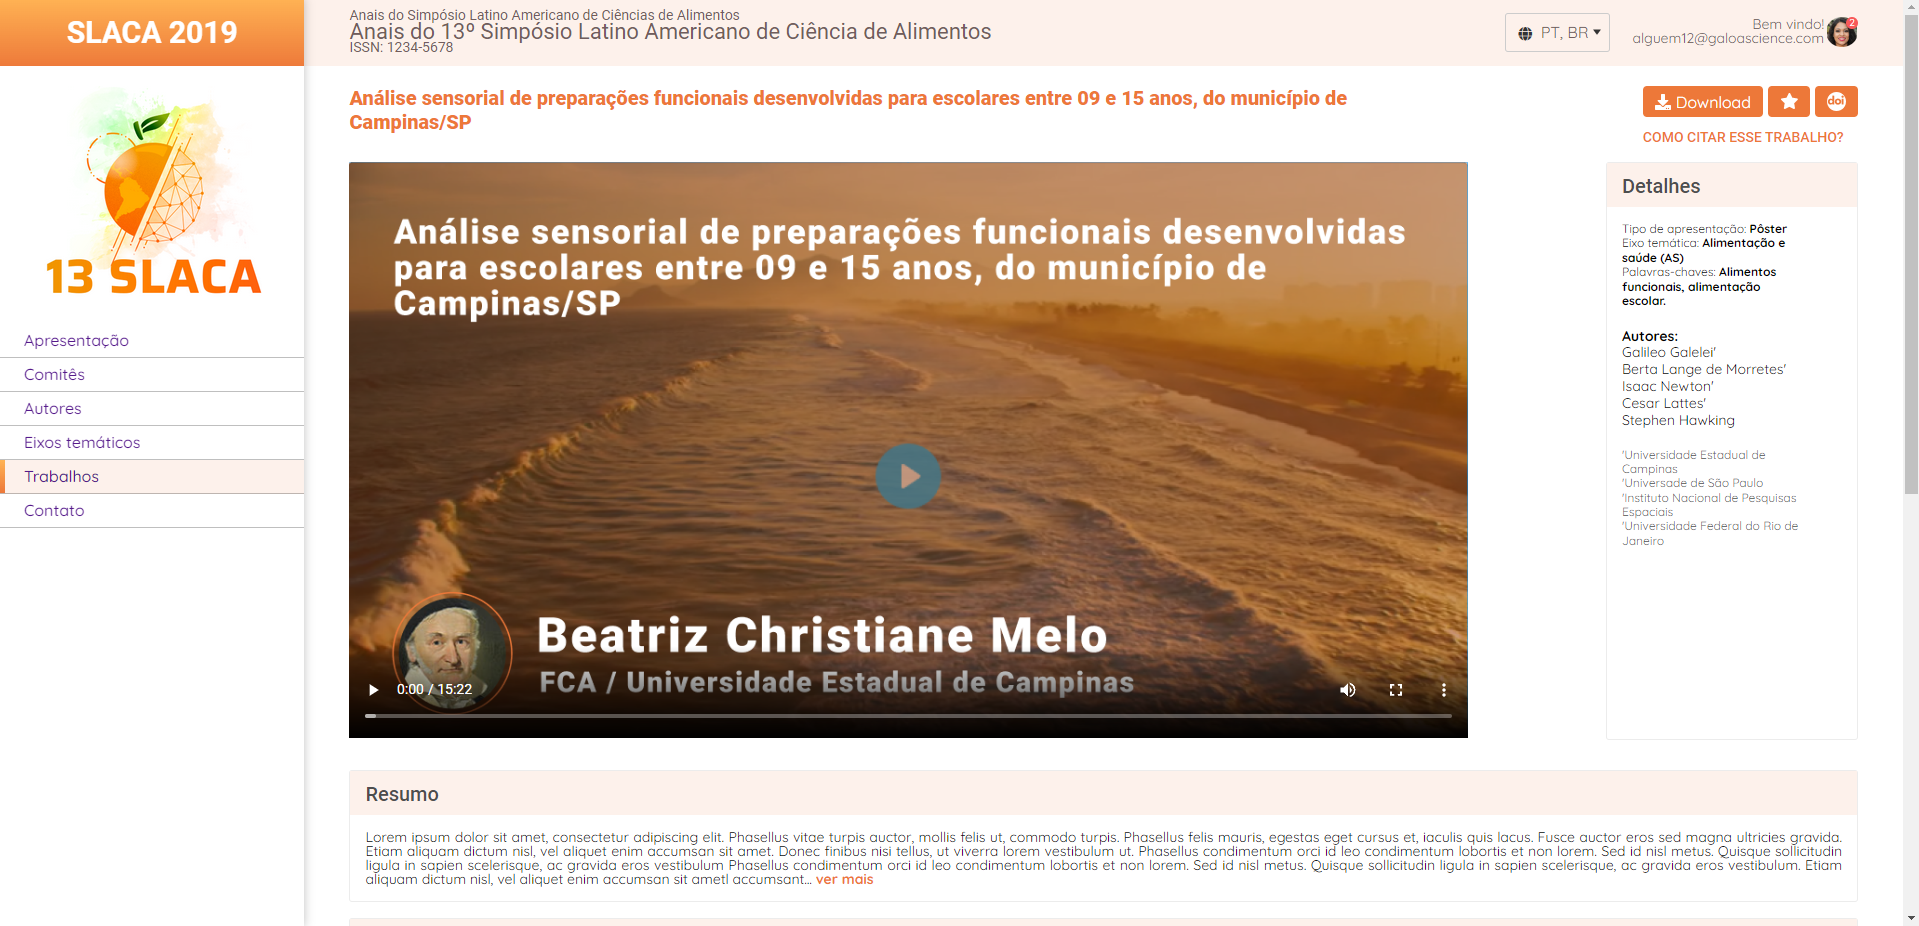 SLACA 2019
13 SLACA
Apresentação
Comitês
Autores
Eixos temáticos
Trabalhos
Contato
Anais do Simpósio Latino Americano de Ciências de Alimentos
Anais do 13º Simpósio Latino Americano de Ciência de Alimentos
ISSN: 1234-5678
PT, BR
Bem vindo!
alguem12@galoascience.com
2
Análise sensorial de preparações funcionais desenvolvidas para escolares entre 09 e 15 anos, do município de
Campinas/SP
Download
doi
COMO CITAR ESSE TRABALHO?
Análise sensorial de preparações funcionais desenvolvidas
para escolares entre 09 e 15 anos, do município de
Campinas/SP
Beatriz Christiane Melo
FCA / Universidade Estadual de Campinas
0:00 / 15:22
Detalhes
Tipo de apresentação: Pôster
Eixo temática: Alimentação e
saúde (AS)
Palavras-chaves: Alimentos
funcionais, alimentação
escolar.
Autores:
Galileo Galelei'
Berta Lange de Morretes'
Isaac Newton'
Cesar Lattes'
Stephen Hawking
'Universidade Estadual de
Campinas
'Universade de São Paulo
'Instituto Nacional de Pesquisas
Espaciais
'Universidade Federal do Rio de
Janeiro
Resumo
Lorem ipsum dolor sit amet, consectetur adipiscing elit. Phasellus vitae turpis auctor, mollis felis ut, commodo turpis. Phasellus felis mauris, egestas eget cursus et, iaculis quis lacus. Fusce auctor eros sed magna ultricies gravida.
Etiam aliquam dictum nisl, vel aliquet enim accumsan sit amet. Donec finibus nisi tellus, ut viverra lorem vestibulum ut. Phasellus condimentum orci id leo condimentum lobortis et non lorem. Sed id nisl metus. Quisque sollicitudin
ligula in sapien scelerisque, ac gravida eros vestibulum Phasellus condimentum orci id leo condimentum lobortis et non lorem. Sed id nisl metus. Quisque sollicitudin ligula in sapien scelerisque, ac gravida eros vestibulum. Etiam
aliquam dictum nisl, vel aliquet enim accumsan sit ametl accumsant... ver mais